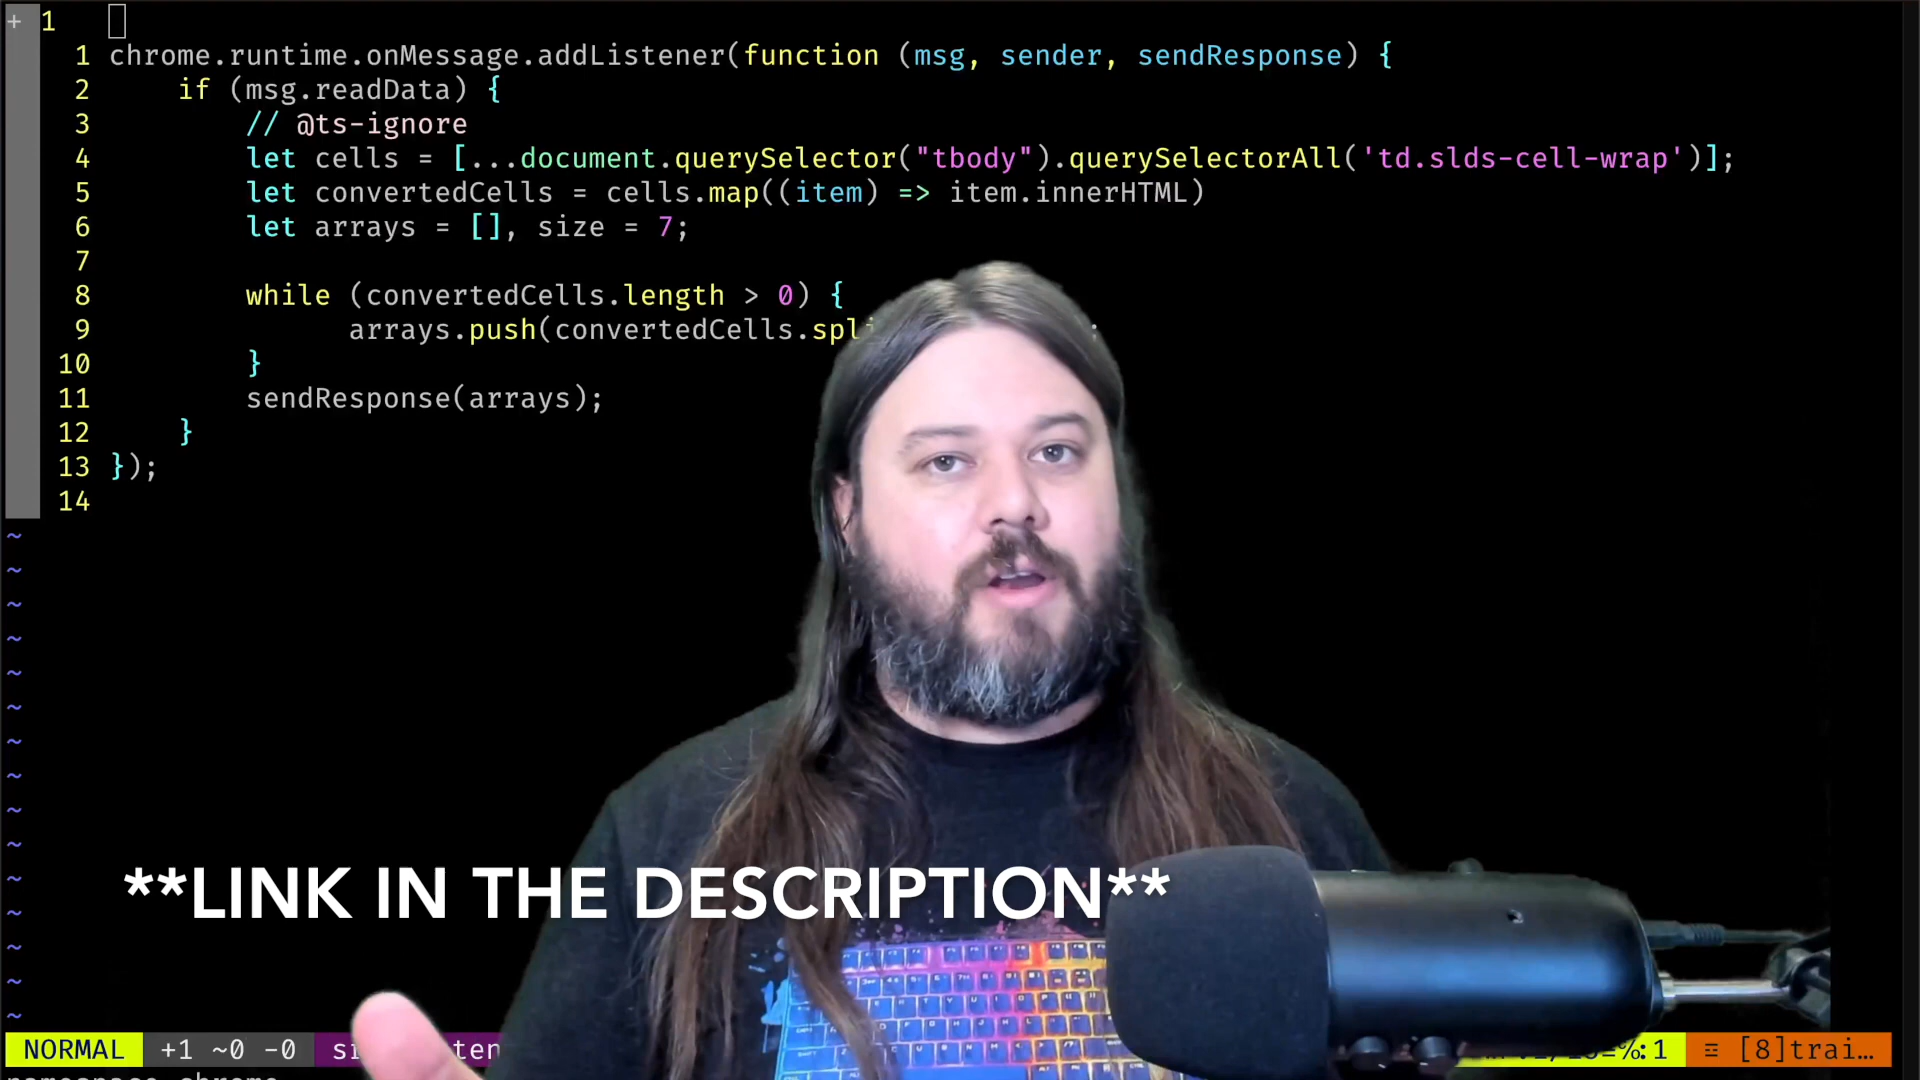 + 1
1 chrome.runtime.onMessage.addListener(function (msg, sender, sendResponse) {
2 if (msg.readData) {
3 // @ts-ignore
4 let cells = [...document.querySelector("tbody").querySelectorAll('td.slds-cell-wrap')];
5 let convertedCells = cells.map((item) => item.innerHTML)
6 let arrays = [], size = 7;
7
8 while (convertedCells.length > 0) {
9 arrays.push(convertedCells.spl ;
10 }
11 sendResponse(arrays);
12 }
13 });
14
~
~
~
~
~
~
~
~
~
~
~
**LINK IN THE DESCRIPTION**
~
~
~
~
NORMAL +1 ~0 -0 %:1 ☲ [8]trai…